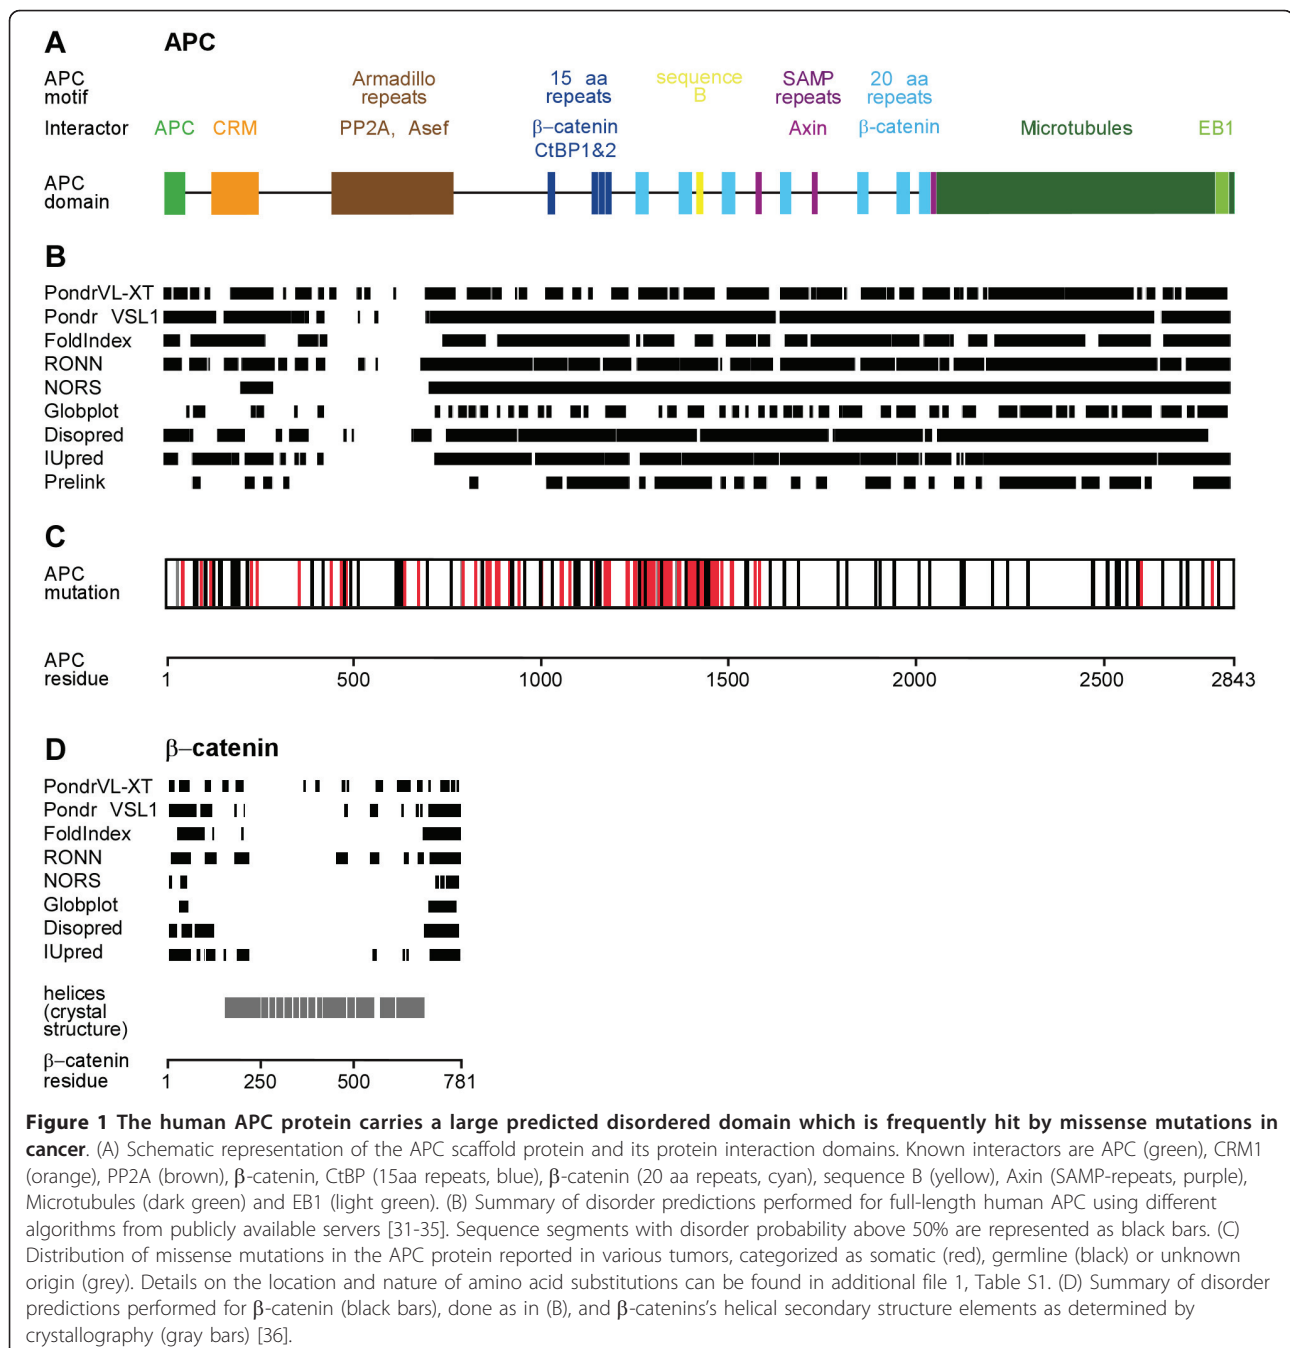 A APC
APC motif
Armadillo repeats
15 aa repeats
sequence B
SAMP repeats
20 aa repeats
Interactor APC CRM PP2A, Asef β–catenin CtBP1&2 Axin β-catenin Microtubules EB1
APC domain
B
PondrVL-XT
Pondr VSL1
FoldIndex
RONN
NORS
Globplot
Disopred
IUpred
Prelink
C
APC mutation
APC residue
1 500 1000 1500 2000 2500 2843
D β–catenin
PondrVL-XT
Pondr VSL1
FoldIndex
RONN
NORS
Globplot
Disopred
IUpred
helices
(crystal
structure)
β–catenin
residue 1 250 500 781
Figure 1 The human APC protein carries a large predicted disordered domain which is frequently hit by missense mutations in
cancer. (A) Schematic representation of the APC scaffold protein and its protein interaction domains. Known interactors are APC (green), CRM1
(orange), PP2A (brown), β-catenin, CtBP (15aa repeats, blue), β-catenin (20 aa repeats, cyan), sequence B (yellow), Axin (SAMP-repeats, purple),
Microtubules (dark green) and EB1 (light green). (B) Summary of disorder predictions performed for full-length human APC using different
algorithms from publicly available servers [31-35]. Sequence segments with disorder probability above 50% are represented as black bars. (C)
Distribution of missense mutations in the APC protein reported in various tumors, categorized as somatic (red), germline (black) or unknown
origin (grey). Details on the location and nature of amino acid substitutions can be found in additional file 1, Table S1. (D) Summary of disorder
predictions performed for β-catenin (black bars), done as in (B), and β-catenins's helical secondary structure elements as determined by
crystallography (gray bars) [36].